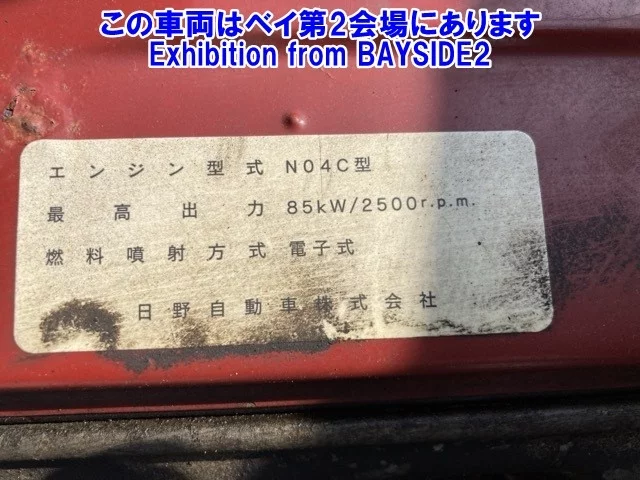 この車両はベイ第2会場にあります
Exhibition from BAYSIDE2
エンジン型式 N04C型
最高出力 85kW/2500r.p.m.
燃料噴射方式 電子式
日野自動車株式会社